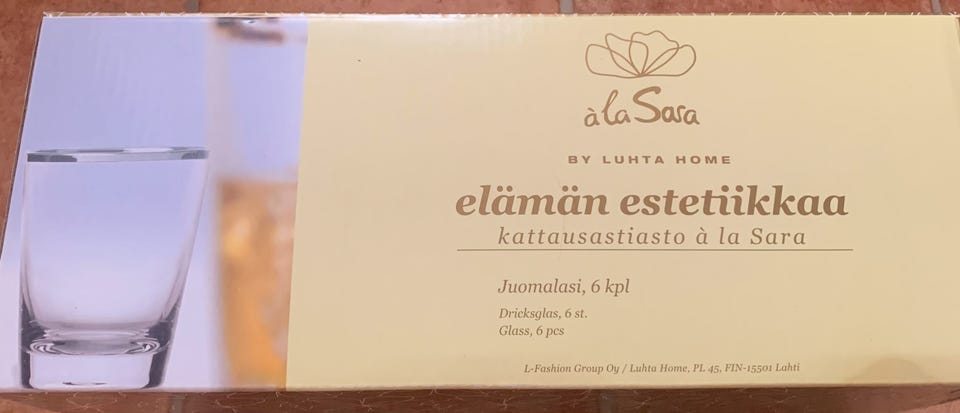 à la Sara
BY LUHTA HOME
elämän estetiikkaa
kattausastiasto à la Sara
Juomalasi, 6 kpl
Dricksglas, 6 st.
Glass, 6 pcs
L-Fashion Group Oy / Luhta Home, PL 45, FIN-15501 Lahti